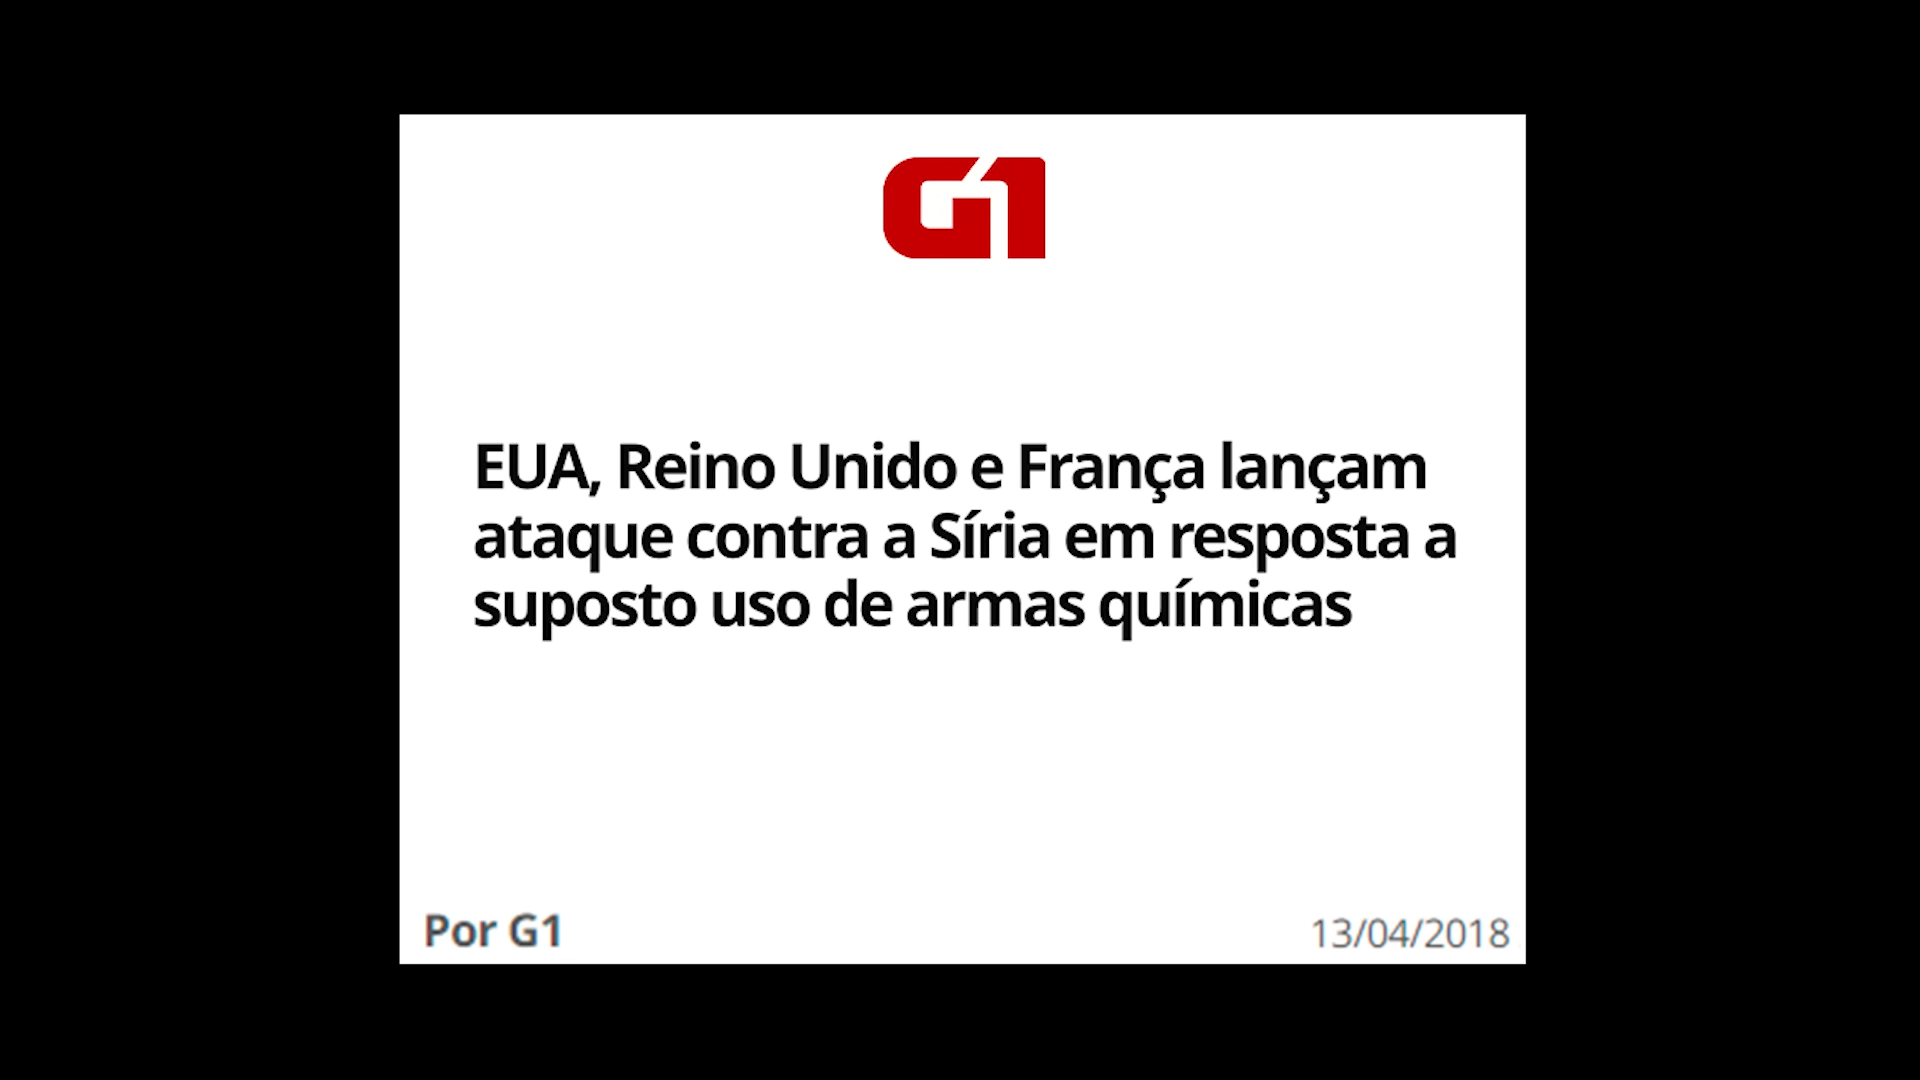 G1
EUA, Reino Unido e França lançam
ataque contra a Síria em resposta a
suposto uso de armas químicas
Por G1
13/04/2018